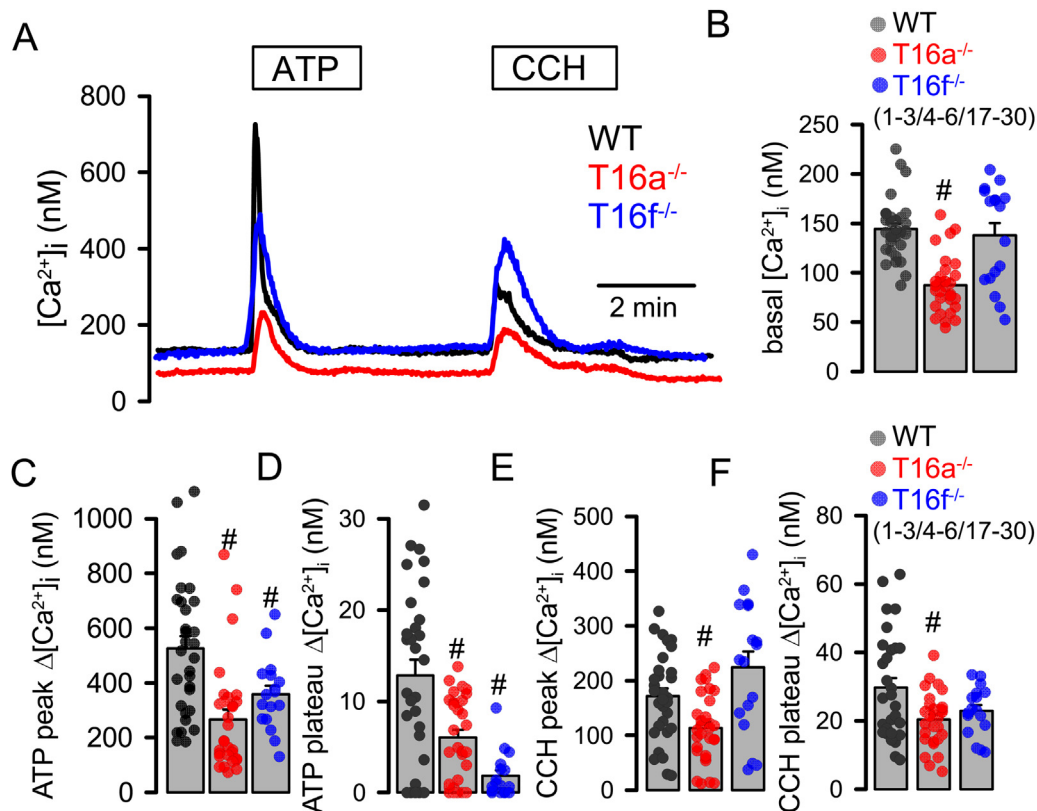 A
ATP
CCH
800
600
400
200
0
[Ca²⁺]i (nM)
WT
T16a-/-
T16f-/-
2 min
B
WT
T16a-/-
T16f-/-
(1-3/4-6/17-30)
250
200
150
100
50
0
basal [Ca²⁺]i (nM)
#
C
1000
800
600
400
200
0
ATP peak Δ[Ca²⁺]i (nM)
#
#
D
30
20
10
0
ATP plateau Δ[Ca²⁺]i (nM)
#
#
E
500
400
300
200
100
0
CCH peak Δ[Ca²⁺]i (nM)
#
F
WT
T16a-/-
T16f-/-
(1-3/4-6/17-30)
80
60
40
20
0
CCH plateau Δ[Ca²⁺]i (nM)
#